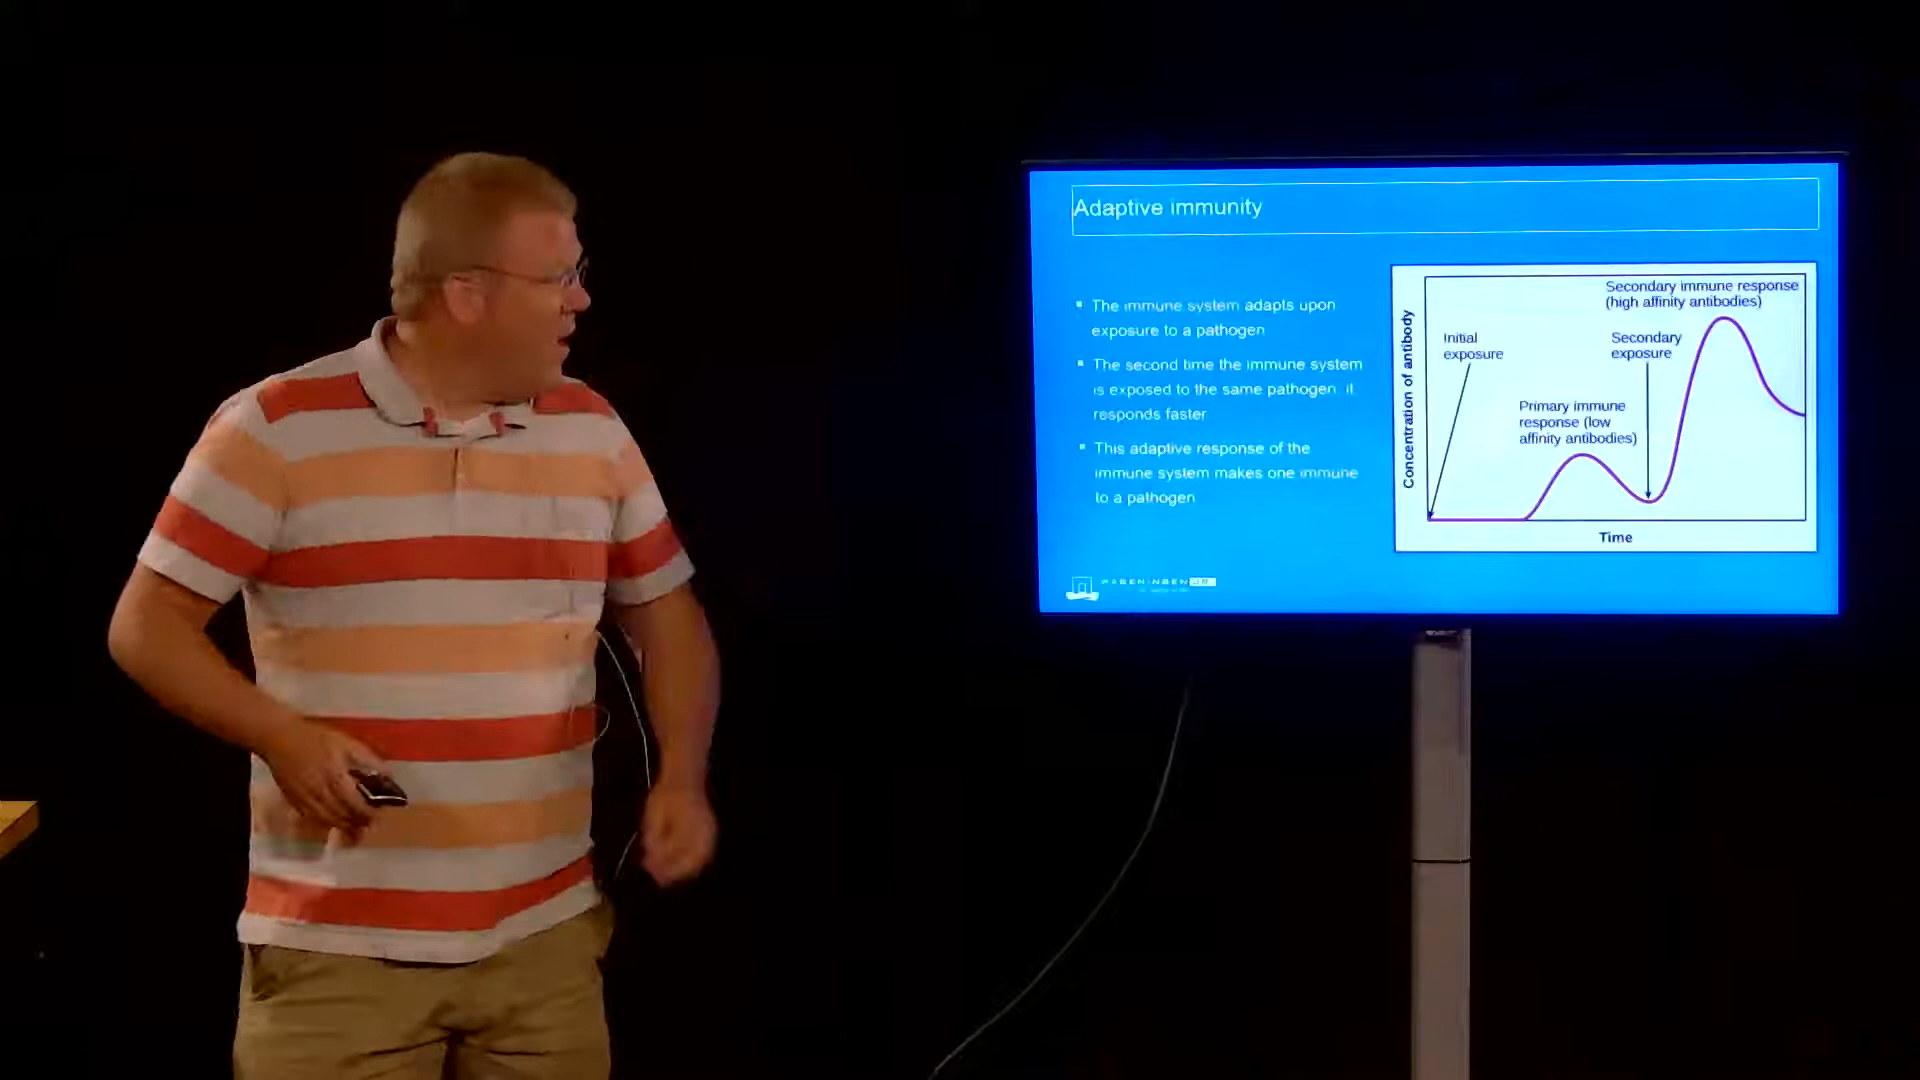 Adaptive immunity
The immune system adapts upon
exposure to a pathogen
The second time the immune system
is exposed to the same pathogen it
responds faster
This adaptive response of the
immune system makes one immune
to a pathogen
Secondary immune response
(high affinity antibodies)
Initial
exposure
Secondary
exposure
Primary immune
response (low
affinity antibodies)
Concentration of antibody
Time
WAGENINGEN UR